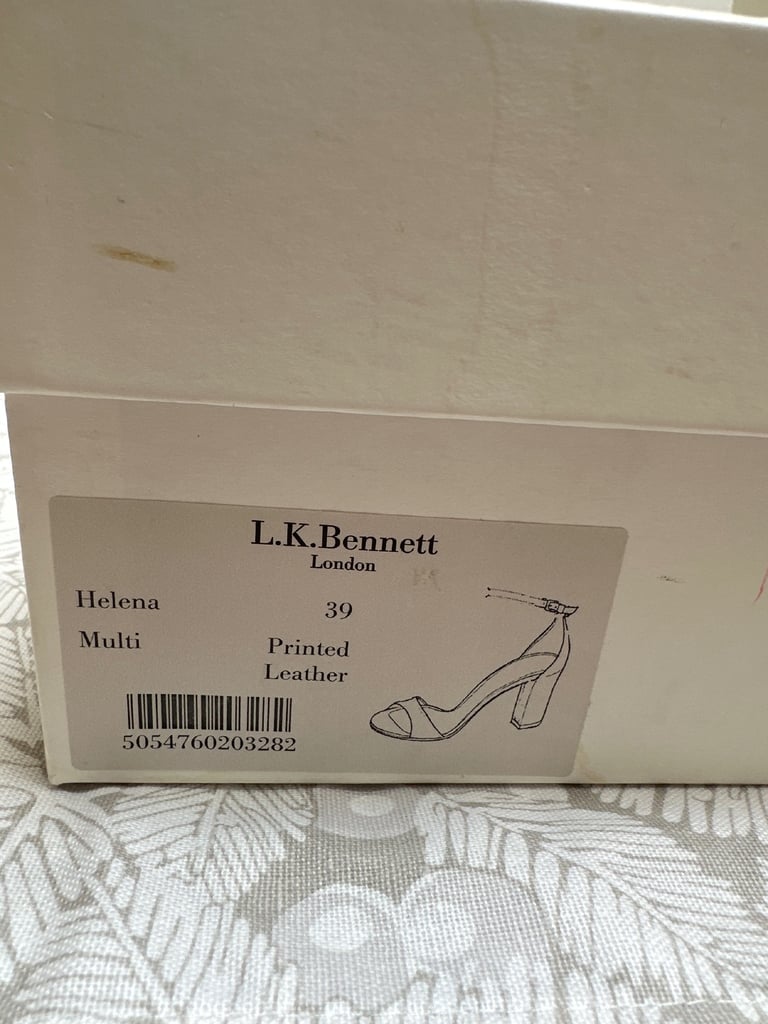 L.K.Bennett
London
Helena 39
Multi Printed
Leather
5054760203282